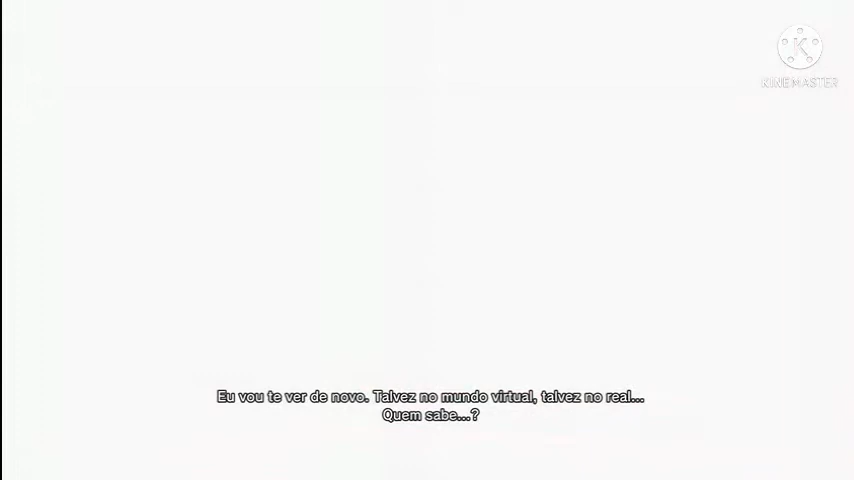 KINEMASTER
Eu vou te ver de novo. Talvez no mundo virtual, talvez no real...
Quem sabe...?